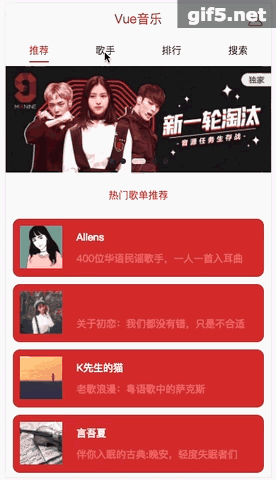 gif5.net
Vue音乐
推荐 歌手 排行 搜索
独家
新一轮淘汰
音源任务生存战
热门歌单推荐
Allens
400位华语民谣歌手，一人一首入耳曲
关于初恋：我们都没有错，只是不合适
K先生的猫
老歌浪漫：粤语歌中的萨克斯
言吾夏
伴你入眠的古典:晚安，轻度失眠者们